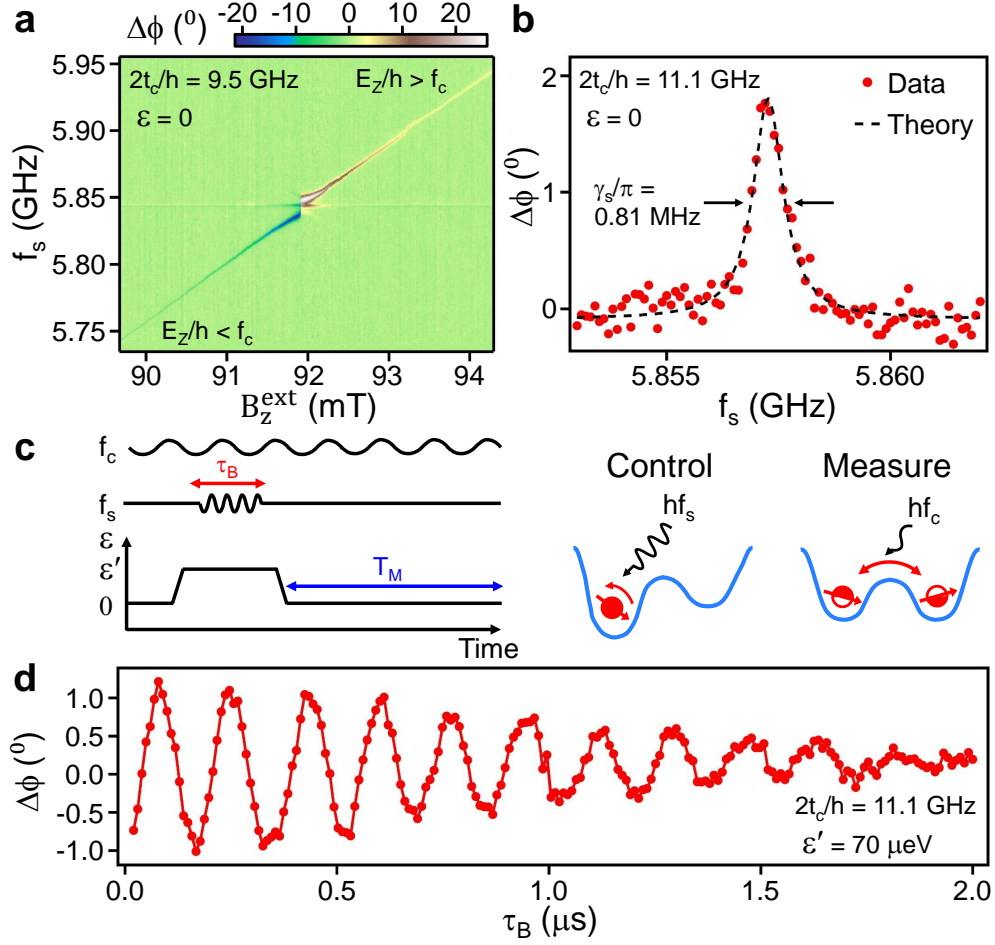 a
Δϕ (⁰)
-20 -10 0 10 20
5.95
5.90
5.85
5.80
5.75
f_s (GHz)
2t_c/h = 9.5 GHz
ε = 0
E_Z/h > f_c
E_Z/h < f_c
90 91 92 93 94
B_z^ext (mT)
b
2
1
0
Δϕ (⁰)
2t_c/h = 11.1 GHz
ε = 0
Data
Theory
γ_s/π =
0.81 MHz
5.855 5.860
f_s (GHz)
c
f_c
τ_B
f_s
ε
ε′
0
T_M
Time
Control
hf_s
Measure
hf_c
d
1.0
0.5
0.0
-0.5
-1.0
Δϕ (⁰)
2t_c/h = 11.1 GHz
ε′ = 70 μeV
0.0 0.5 1.0 1.5 2.0
τ_B (μs)